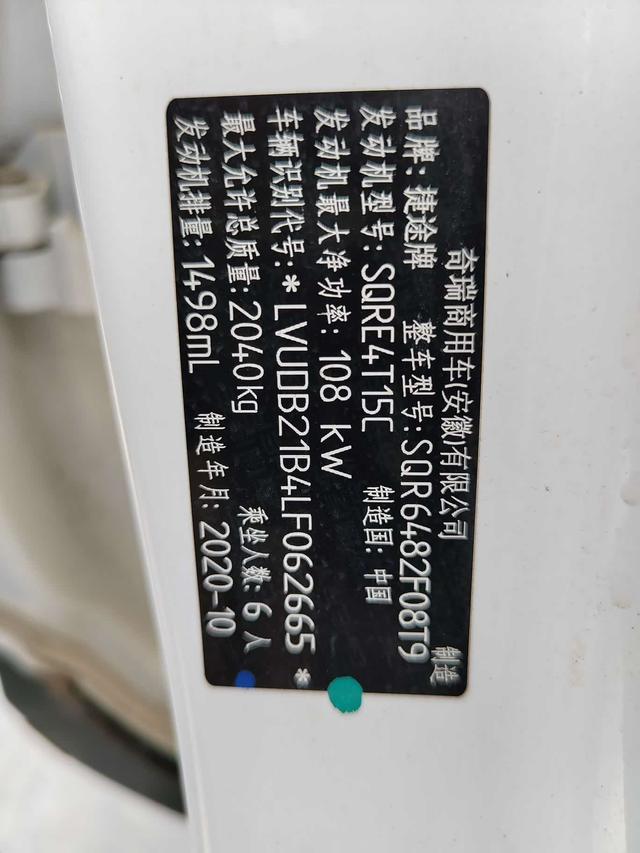 奇瑞商用车(安徽)有限公司 制造
品牌: 捷途牌 整车型号: SQR6482F08T9
发动机型号: SQRE4T15C 制造国: 中国
发动机最大净功率: 108 kW
车辆识别代号: *LVUDB21B4LF062665*
最大允许总质量: 2040kg 乘坐人数: 6 人
发动机排量: 1498mL 制造年月: 2020-10